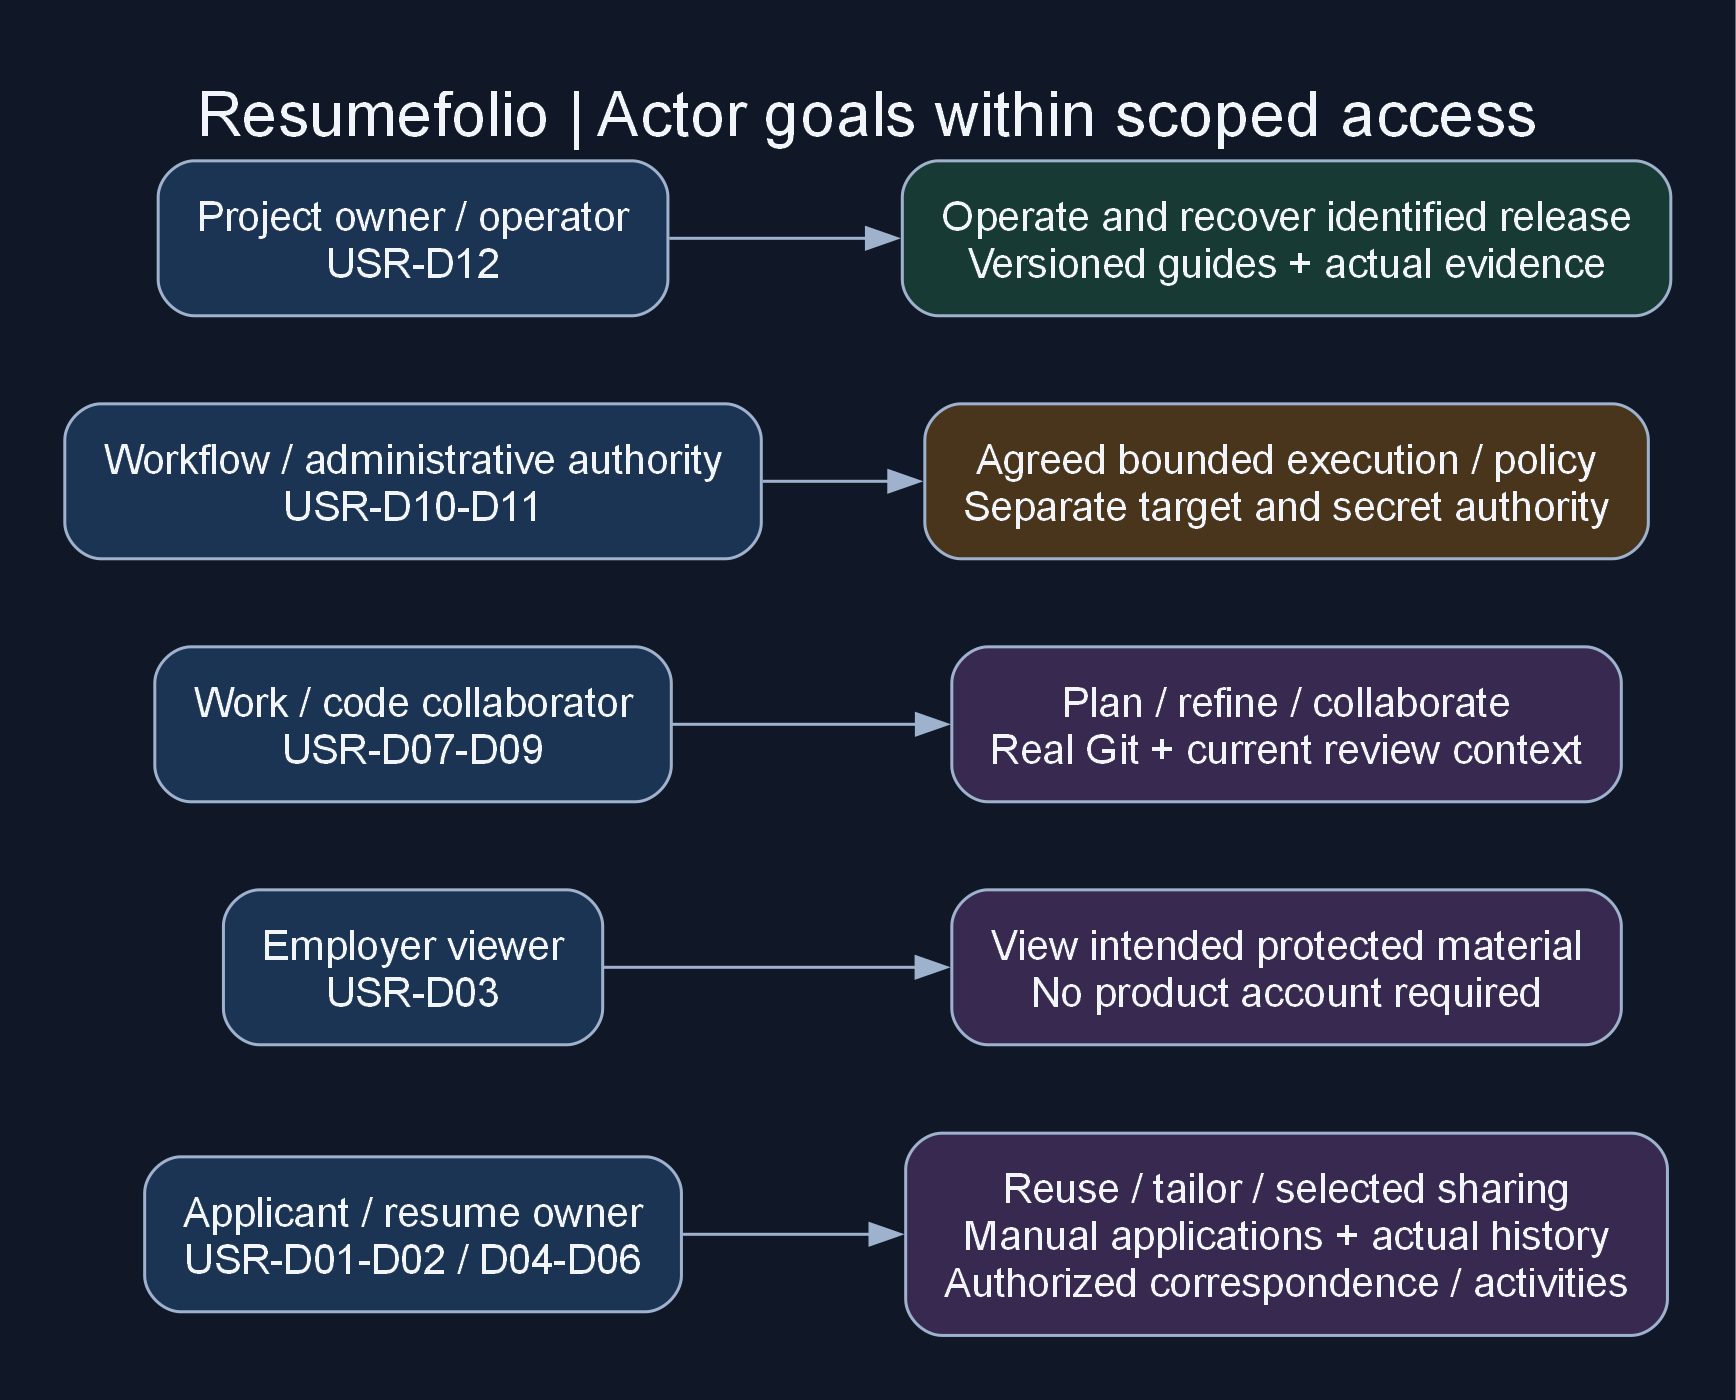 Resumefolio | Actor goals within scoped access
Project owner / operator
USR-D12
Operate and recover identified release
Versioned guides + actual evidence
Workflow / administrative authority
USR-D10-D11
Agreed bounded execution / policy
Separate target and secret authority
Work / code collaborator
USR-D07-D09
Plan / refine / collaborate
Real Git + current review context
Employer viewer
USR-D03
View intended protected material
No product account required
Applicant / resume owner
USR-D01-D02 / D04-D06
Reuse / tailor / selected sharing
Manual applications + actual history
Authorized correspondence / activities